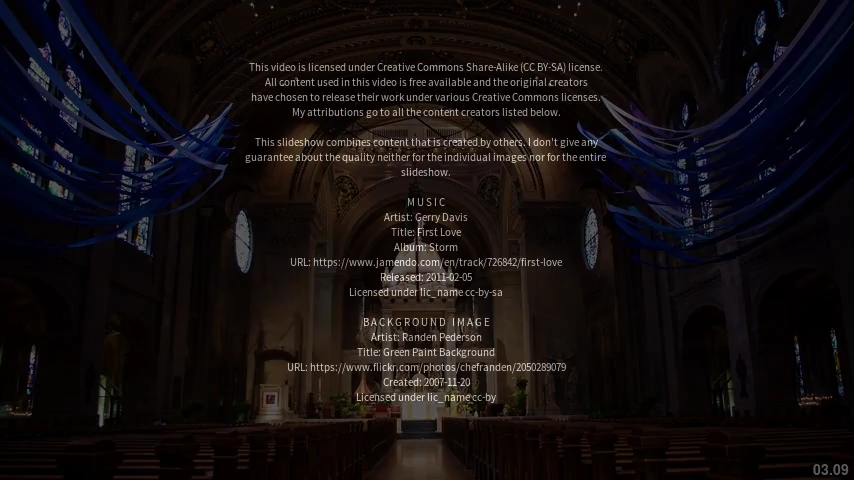 This video is licensed under Creative Commons Share-Alike (CC BY-SA) license.
All content used in this video is free available and the original creators
have chosen to release their work under various Creative Commons licenses.
My attributions go to all the content creators listed below.
This slideshow combines content that is created by others. I don't give any
guarantee about the quality neither for the individual images nor for the entire
slideshow.
MUSIC
Artist: Gerry Davis
Title: First Love
Album: Storm
URL: https://www.jamendo.com/en/track/726842/first-love
Released: 2011-02-05
Licensed under lic_name cc-by-sa
BACKGROUND IMAGE
Artist: Randen Pederson
Title: Green Paint Background
URL: https://www.flickr.com/photos/chefranden/2050289079
Created: 2007-11-20
Licensed under lic_name cc-by
03.09